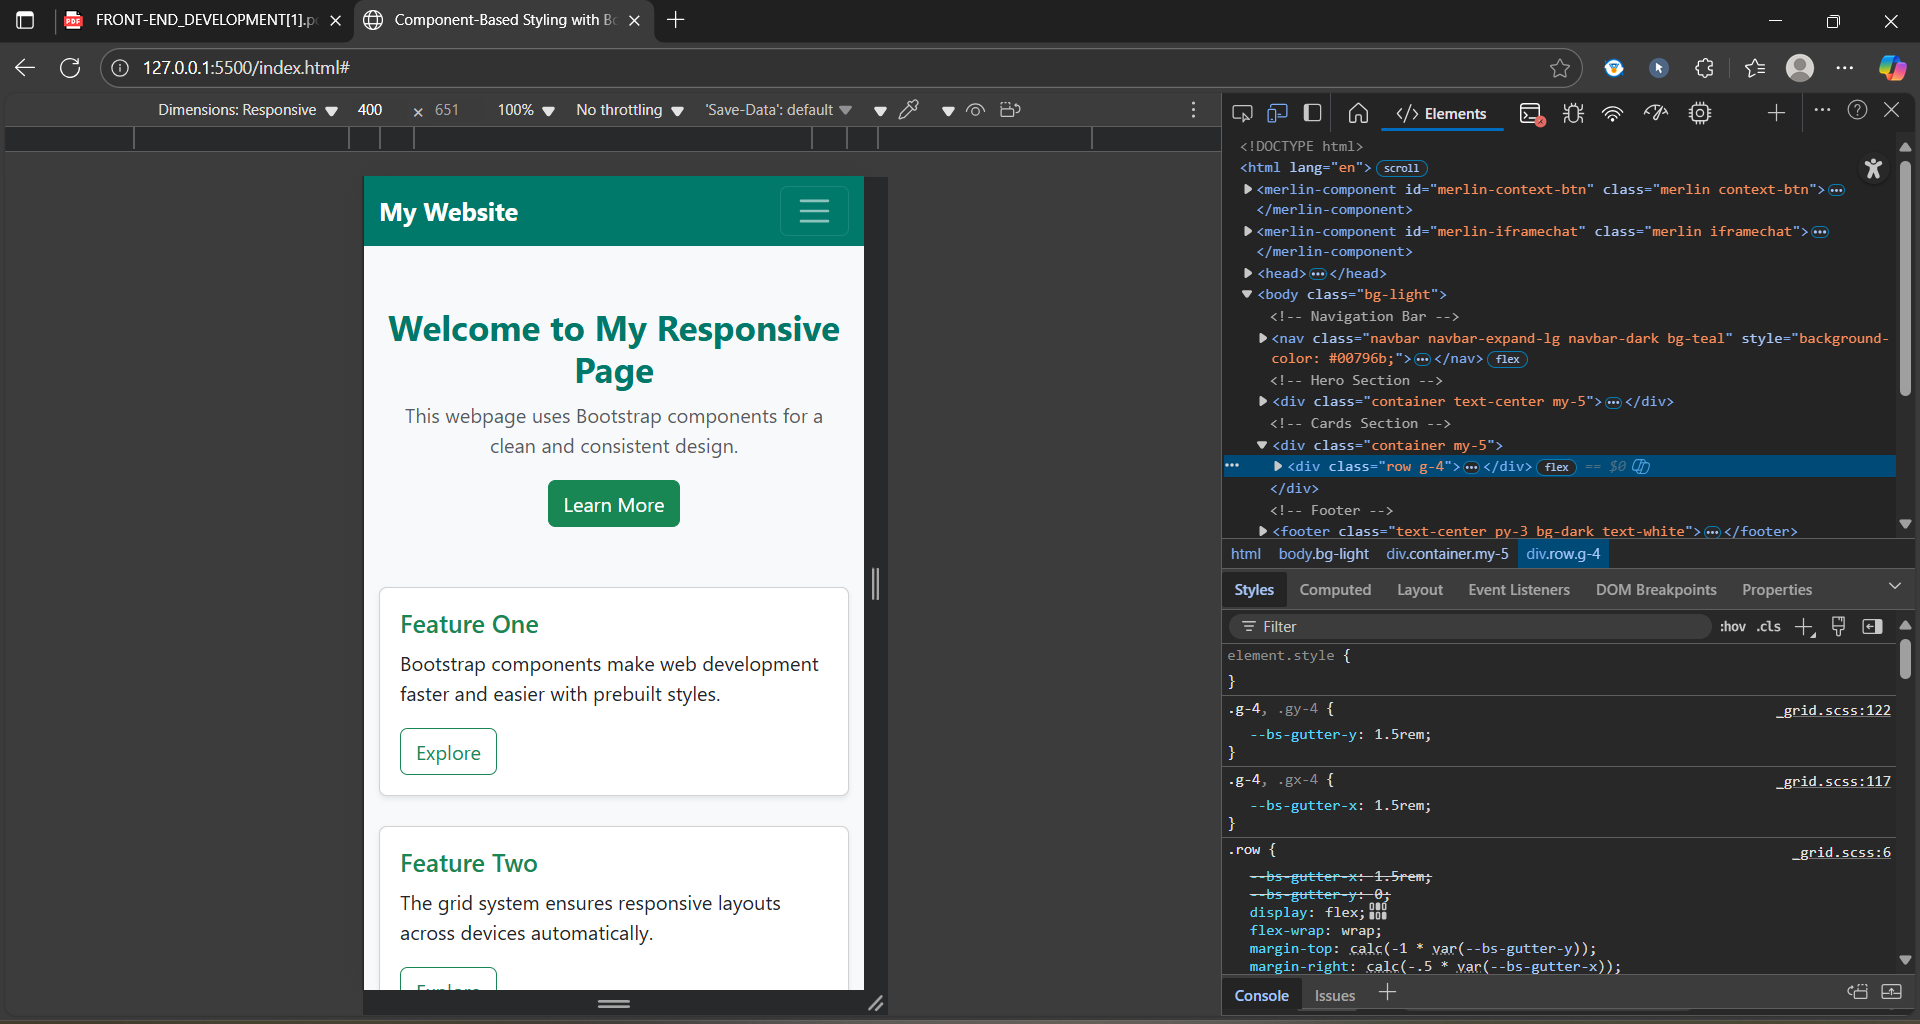 FRONT-END_DEVELOPMENT[1].p
Component-Based Styling with B
127.0.0.1:5500/index.html#
Dimensions: Responsive 400 × 651 100% No throttling 'Save-Data': default
Elements
My Website
Welcome to My Responsive
Page
This webpage uses Bootstrap components for a
clean and consistent design.
Learn More
Feature One
Bootstrap components make web development
faster and easier with prebuilt styles.
Explore
Feature Two
The grid system ensures responsive layouts
across devices automatically.
Explore
<!DOCTYPE html>
<html lang="en"> scroll
<merlin-component id="merlin-context-btn" class="merlin context-btn">
</merlin-component>
<merlin-component id="merlin-iframechat" class="merlin iframechat">
</merlin-component>
<head> </head>
<body class="bg-light">
<!-- Navigation Bar -->
<nav class="navbar navbar-expand-lg navbar-dark bg-teal" style="background-
color: #00796b;"> </nav> flex
<!-- Hero Section -->
<div class="container text-center my-5"> </div>
<!-- Cards Section -->
<div class="container my-5">
<div class="row g-4"> </div> flex == $0
</div>
<!-- Footer -->
<footer class="text-center py-3 bg-dark text-white"> </footer>
html body.bg-light div.container.my-5 div.row.g-4
Styles Computed Layout Event Listeners DOM Breakpoints Properties
Filter :hov .cls
element.style {
}
.g-4, .gy-4 { _grid.scss:122
--bs-gutter-y: 1.5rem;
}
.g-4, .gx-4 { _grid.scss:117
--bs-gutter-x: 1.5rem;
}
.row { _grid.scss:6
--bs-gutter-x: 1.5rem;
--bs-gutter-y: 0;
display: flex;
flex-wrap: wrap;
margin-top: calc(-1 * var(--bs-gutter-y));
margin-right: calc(-.5 * var(--bs-gutter-x));
Console Issues